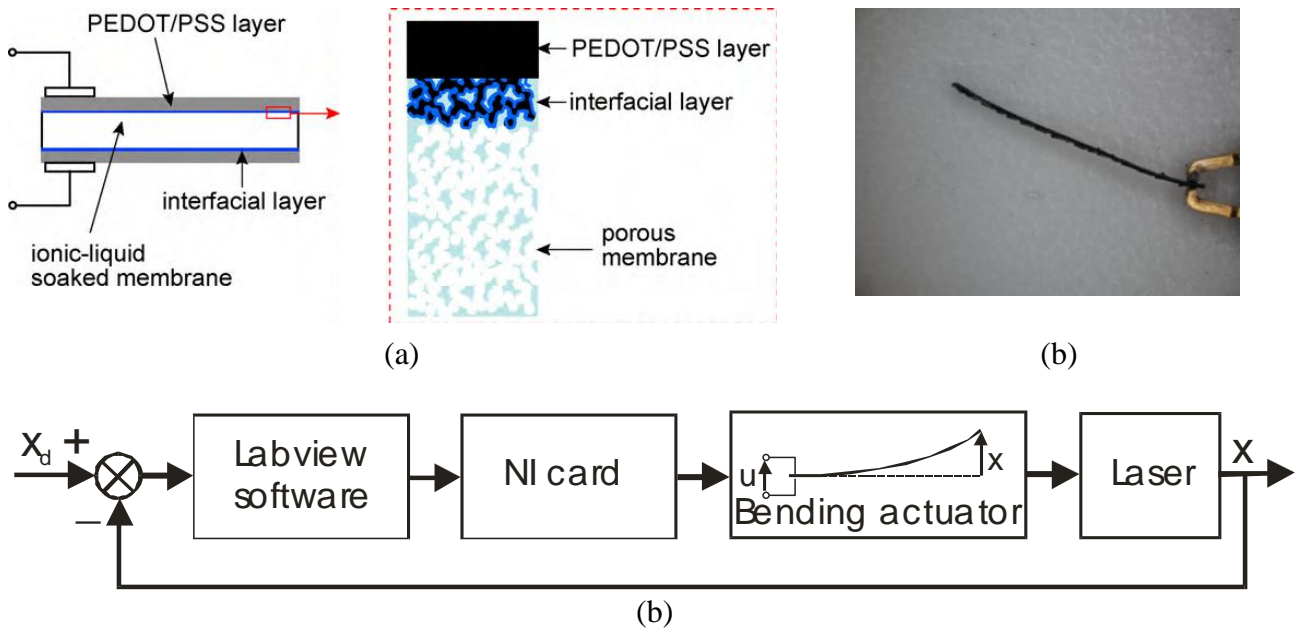 PEDOT/PSS layer
interfacial layer
ionic-liquid
soaked membrane
PEDOT/PSS layer
interfacial layer
porous
membrane
(a)
(b)
x_d +
−
Labview
software
NI card
u
x
Bending actuator
Laser
x
(b)